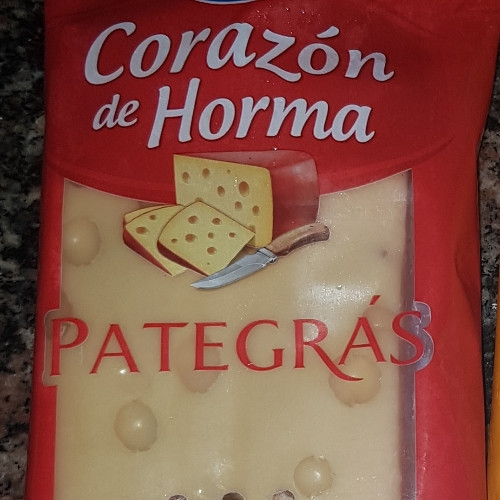 Corazón
de Horma
PATEGRÁS